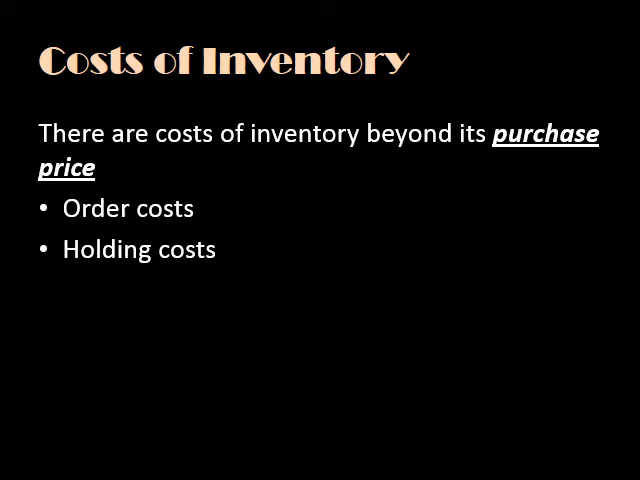 Costs of Inventory
There are costs of inventory beyond its purchase
price
• Order costs
• Holding costs